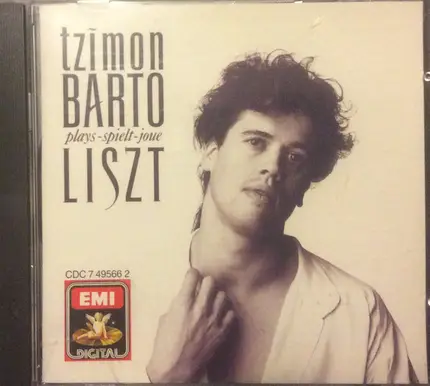 tzimon
BARTO
plays-spielt-joue
LISZT
CDC 7 49566 2
EMI
DIGITAL